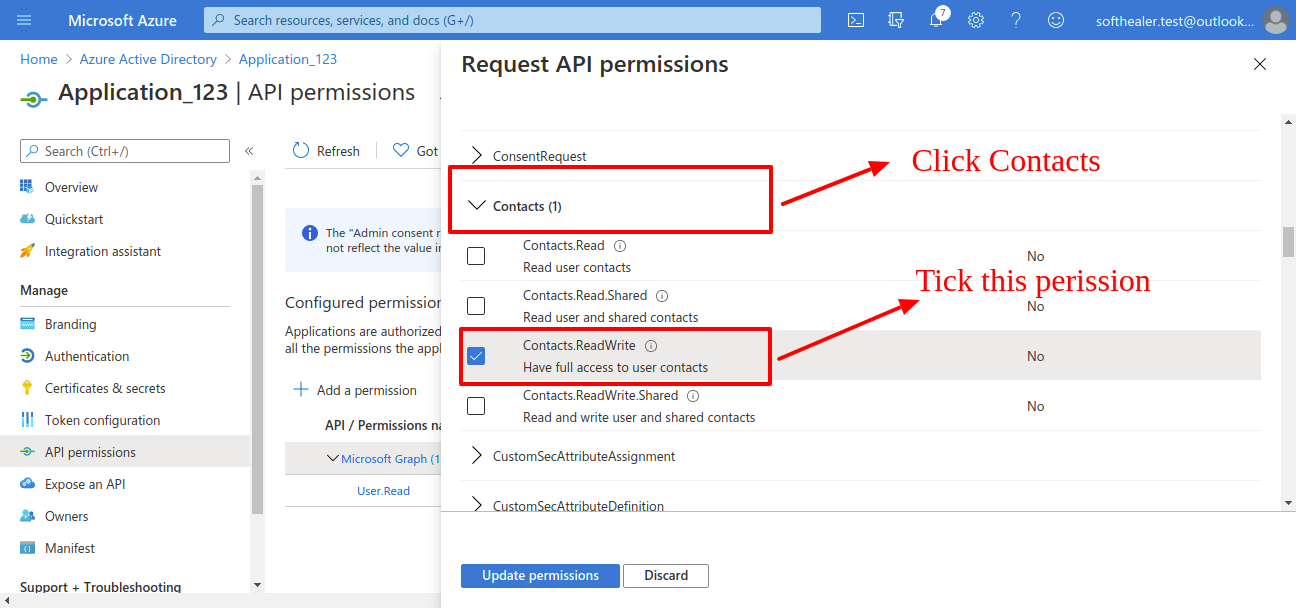 Microsoft Azure
Search resources, services, and docs (G+/)
7
softhealer.test@outlook...
Home > Azure Active Directory > Application_123
Application_123 | API permissions
Search (Ctrl+/)
«
Overview
Quickstart
Integration assistant
Manage
Branding
Authentication
Certificates & secrets
Token configuration
API permissions
Expose an API
Owners
Manifest
Support + Troubleshooting
Refresh
Got
The "Admin consent r
not reflect the value in
Configured permission
Applications are authorized
all the permissions the appl
Add a permission
API / Permissions na
Microsoft Graph (1
User.Read
Request API permissions
ConsentRequest
Contacts (1)
Click Contacts
Contacts.Read
Read user contacts
No
Tick this perission
Contacts.Read.Shared
Read user and shared contacts
No
Contacts.ReadWrite
Have full access to user contacts
No
Contacts.ReadWrite.Shared
Read and write user and shared contacts
No
CustomSecAttributeAssignment
CustomSecAttributeDefinition
Update permissions
Discard